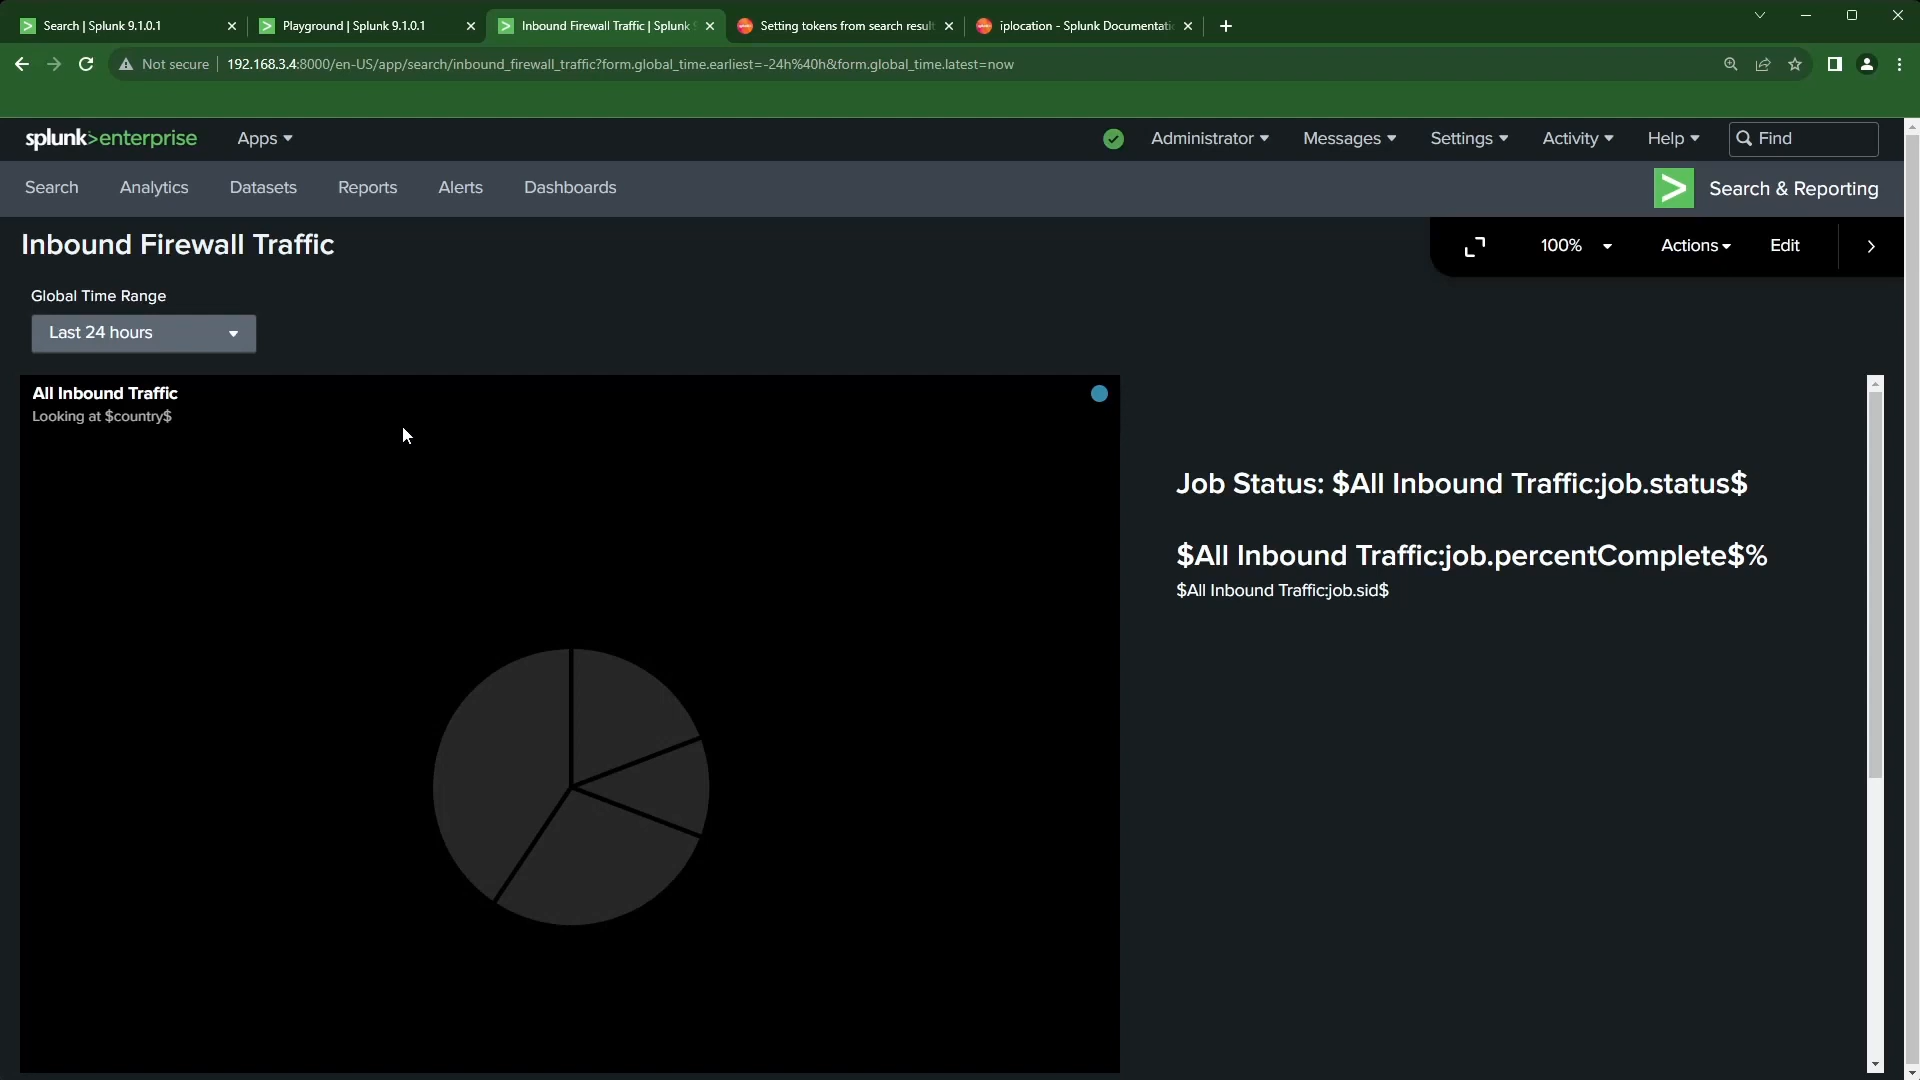 Search | Splunk 9.1.0.1
Playground | Splunk 9.1.0.1
Inbound Firewall Traffic | Splunk
Setting tokens from search result
iplocation - Splunk Documentati
Not secure
192.168.3.4:8000/en-US/app/search/inbound_firewall_traffic?form.global_time.earliest=-24h%40h&form.global_time.latest=now
splunk>enterprise
Apps
Administrator
Messages
Settings
Activity
Help
Find
Search
Analytics
Datasets
Reports
Alerts
Dashboards
Search & Reporting
Inbound Firewall Traffic
100%
Actions
Edit
Global Time Range
Last 24 hours
All Inbound Traffic
Looking at $country$
Job Status: $All Inbound Traffic:job.status$
$All Inbound Traffic:job.percentComplete$%
$All Inbound Traffic:job.sid$